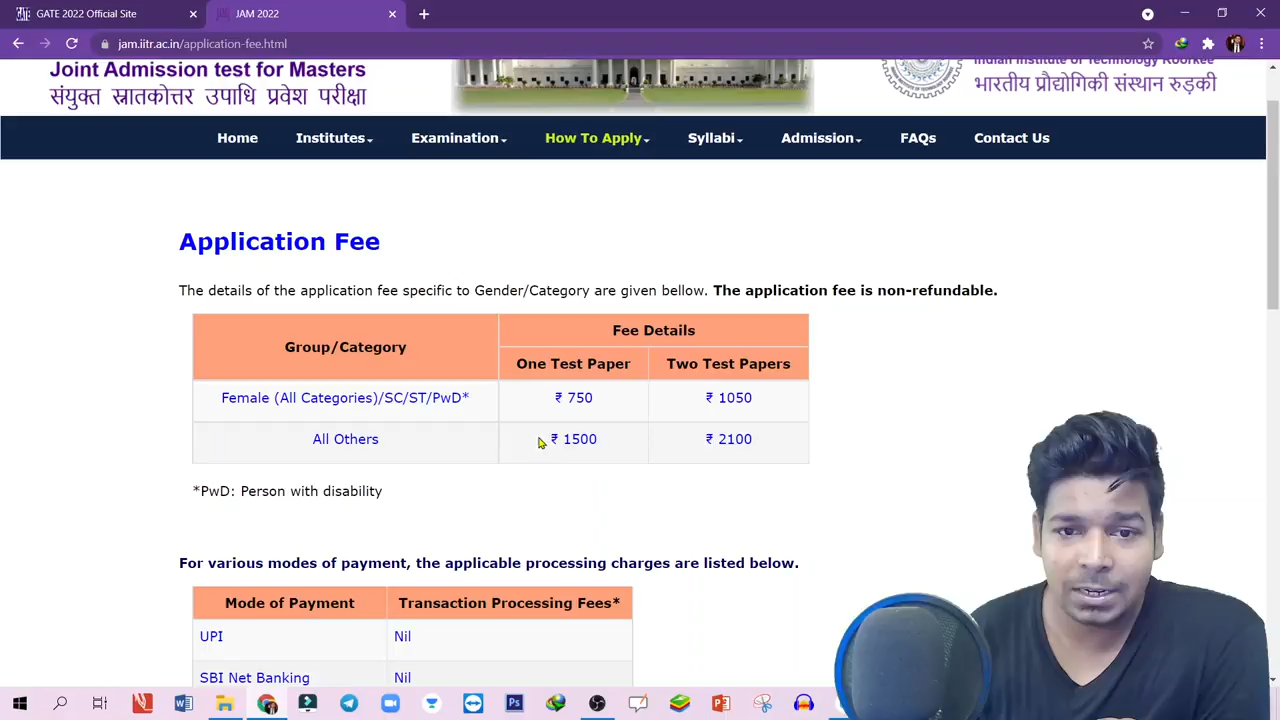 GATE 2022 Official Site
JAM 2022
jam.iitr.ac.in/application-fee.html
Joint Admission test for Masters
Indian Institute of Technology Roorkee
संयुक्त स्नातकोत्तर उपाधि प्रवेश परीक्षा
भारतीय प्रौद्योगिकी संस्थान रुड़की
Home Institutes Examination How To Apply Syllabi Admission FAQs Contact Us
Application Fee
The details of the application fee specific to Gender/Category are given bellow. The application fee is non-refundable.
Group/Category
Fee Details
One Test Paper Two Test Papers
Female (All Categories)/SC/ST/PwD* ₹ 750 ₹ 1050
All Others ₹ 1500 ₹ 2100
*PwD: Person with disability
For various modes of payment, the applicable processing charges are listed below.
Mode of Payment Transaction Processing Fees*
UPI Nil
SBI Net Banking Nil